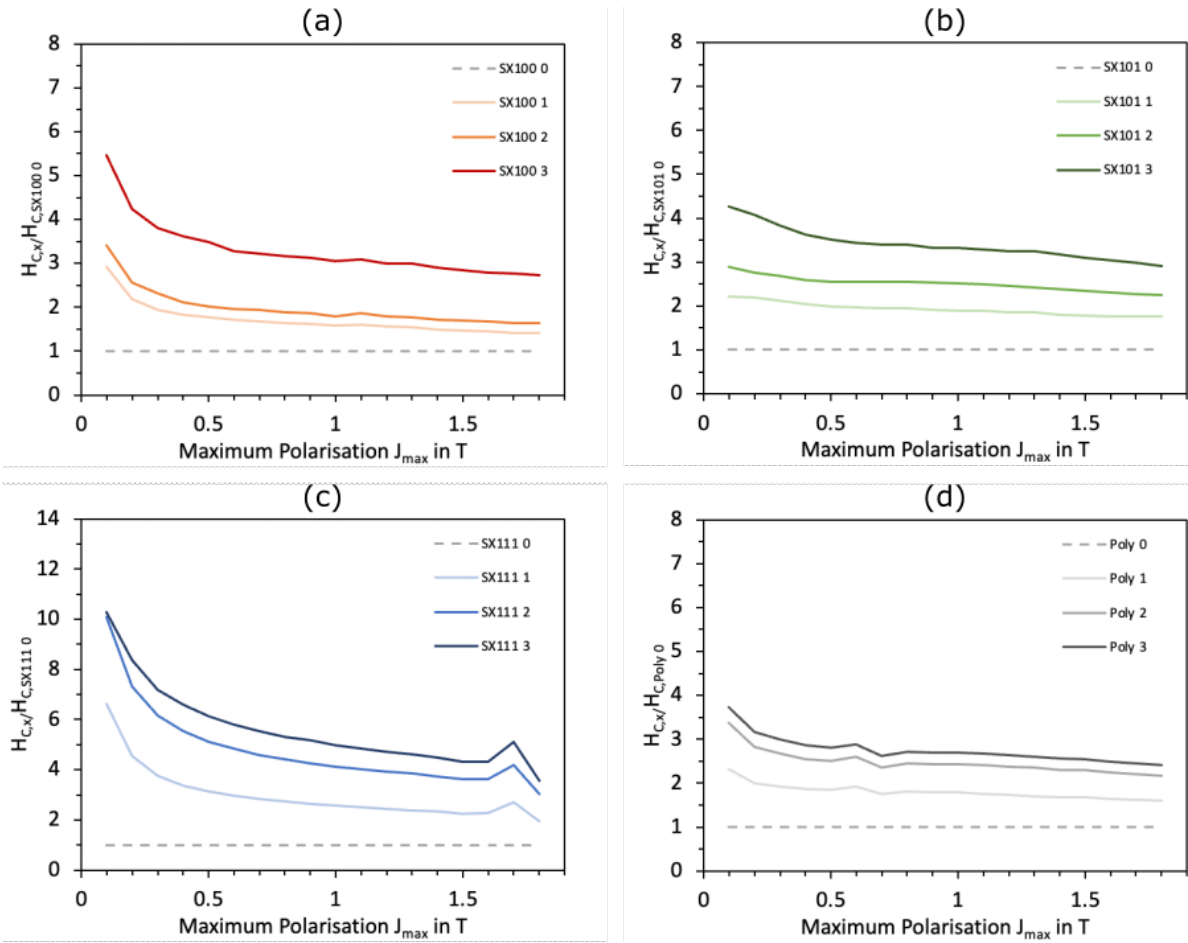 (a)
8
7
6
5
4
3
2
1
0
H_C,x/H_C,SX100 0
SX100 0
SX100 1
SX100 2
SX100 3
0
0.5
1
1.5
Maximum Polarisation J_max in T
(b)
8
7
6
5
4
3
2
1
0
H_C,x/H_C,SX101 0
SX101 0
SX101 1
SX101 2
SX101 3
0
0.5
1
1.5
Maximum Polarisation J_max in T
(c)
14
12
10
8
6
4
2
0
H_C,x/H_C,SX111 0
SX111 0
SX111 1
SX111 2
SX111 3
0
0.5
1
1.5
Maximum Polarisation J_max in T
(d)
8
7
6
5
4
3
2
1
0
H_C,x/H_C,Poly 0
Poly 0
Poly 1
Poly 2
Poly 3
0
0.5
1
1.5
Maximum Polarisation J_max in T